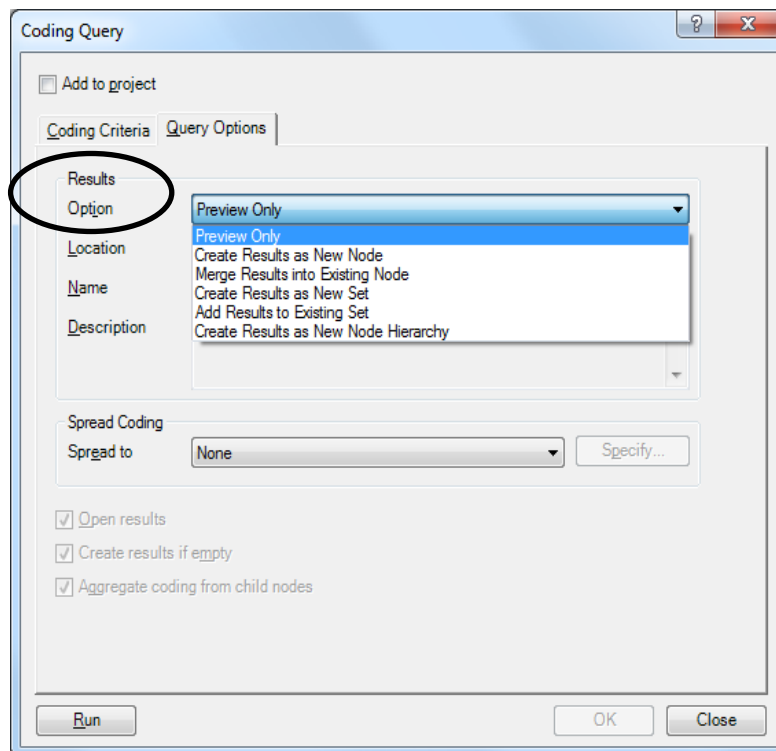 Coding Query
Add to project
Coding Criteria Query Options
Results
Option Preview Only
Preview Only
Location
Create Results as New Node
Merge Results into Existing Node
Name
Create Results as New Set
Add Results to Existing Set
Description
Create Results as New Node Hierarchy
Spread Coding
Spread to None Specify...
Open results
Create results if empty
Aggregate coding from child nodes
Run OK Close